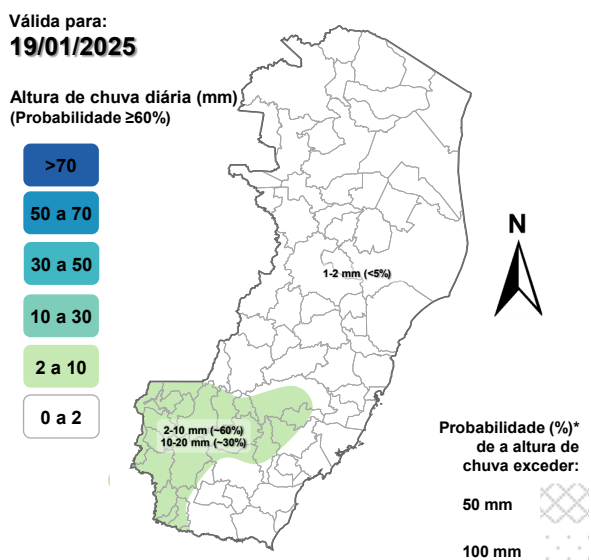 Válida para:
19/01/2025
Altura de chuva diária (mm)
(Probabilidade ≥60%)
>70
50 a 70
30 a 50
10 a 30
2 a 10
0 a 2
1-2 mm (<5%)
N
2-10 mm (~60%)
10-20 mm (~30%)
Probabilidade (%)*
de a altura de
chuva exceder:
50 mm
100 mm